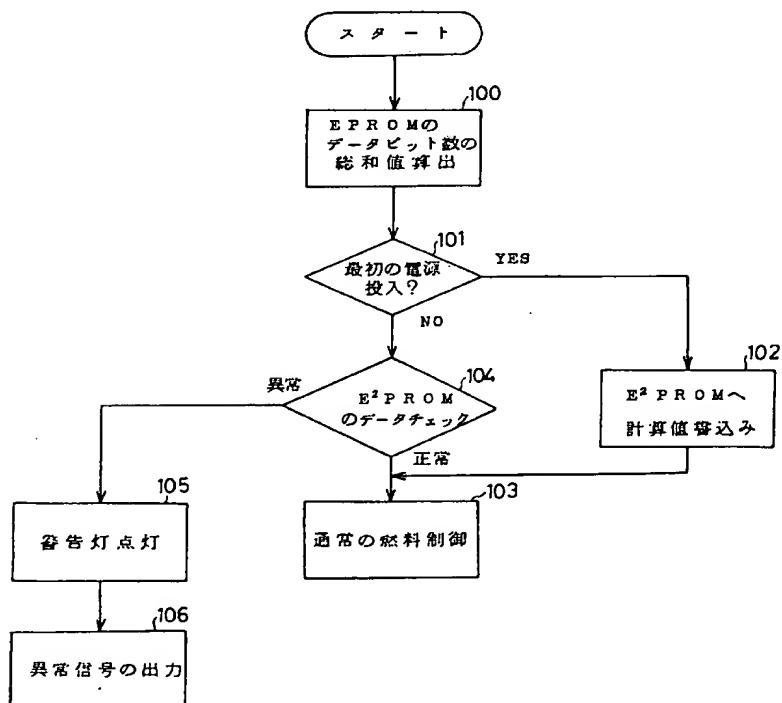 スタート
100
EPROMの
データビット数の
総和値算出
101
最初の電源
投入?
YES
NO
102
E² PROMへ
計算値書込み
104
異常
E² PROM
のデータチェック
正常
103
通常の燃料制御
105
警告灯点灯
106
異常信号の出力